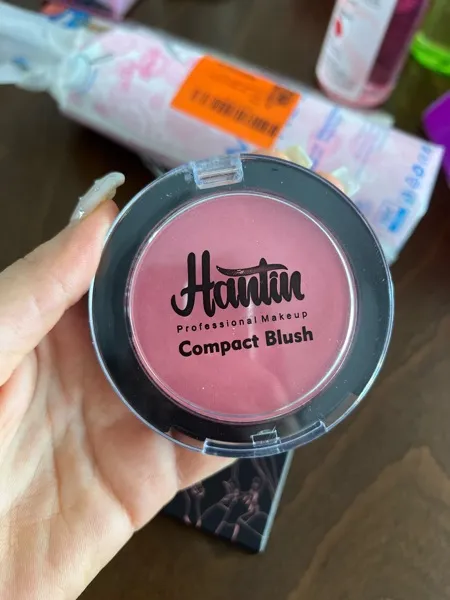 Hantin
Professional Makeup
Compact Blush